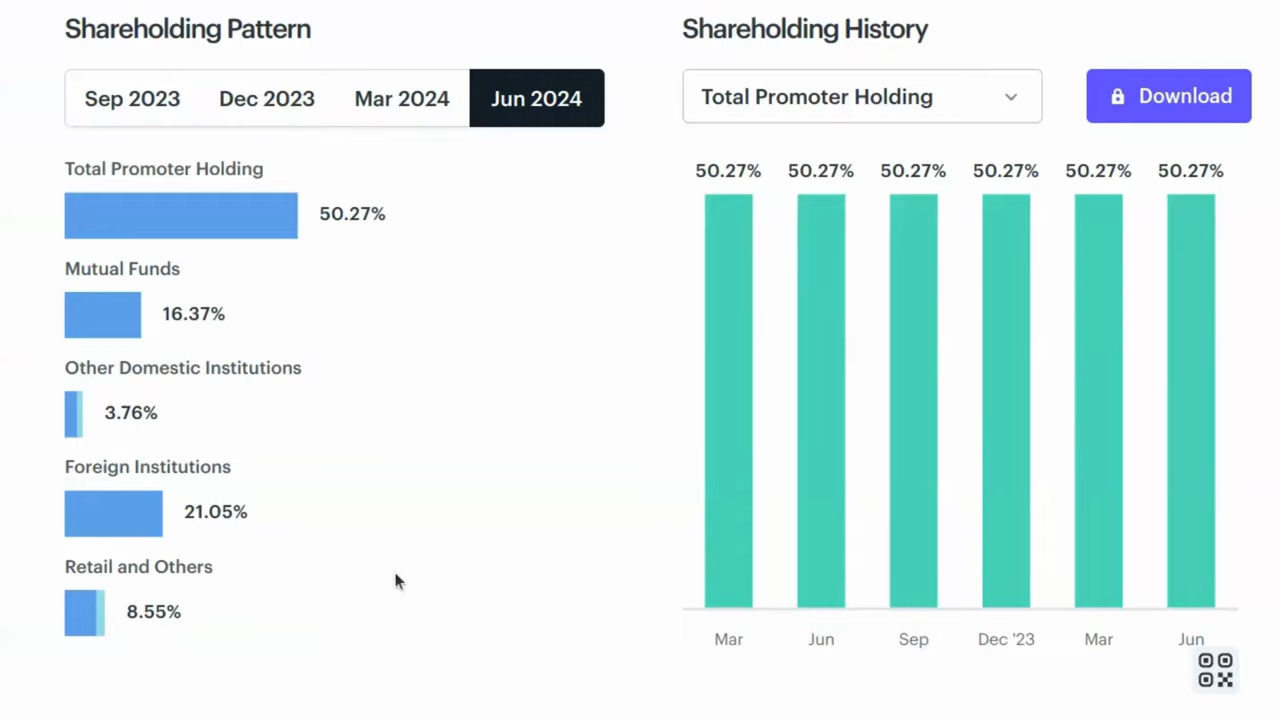 Shareholding Pattern
Sep 2023 Dec 2023 Mar 2024 Jun 2024
Total Promoter Holding
50.27%
Mutual Funds
16.37%
Other Domestic Institutions
3.76%
Foreign Institutions
21.05%
Retail and Others
8.55%
Shareholding History
Total Promoter Holding
Download
50.27% 50.27% 50.27% 50.27% 50.27% 50.27%
Mar Jun Sep Dec '23 Mar Jun